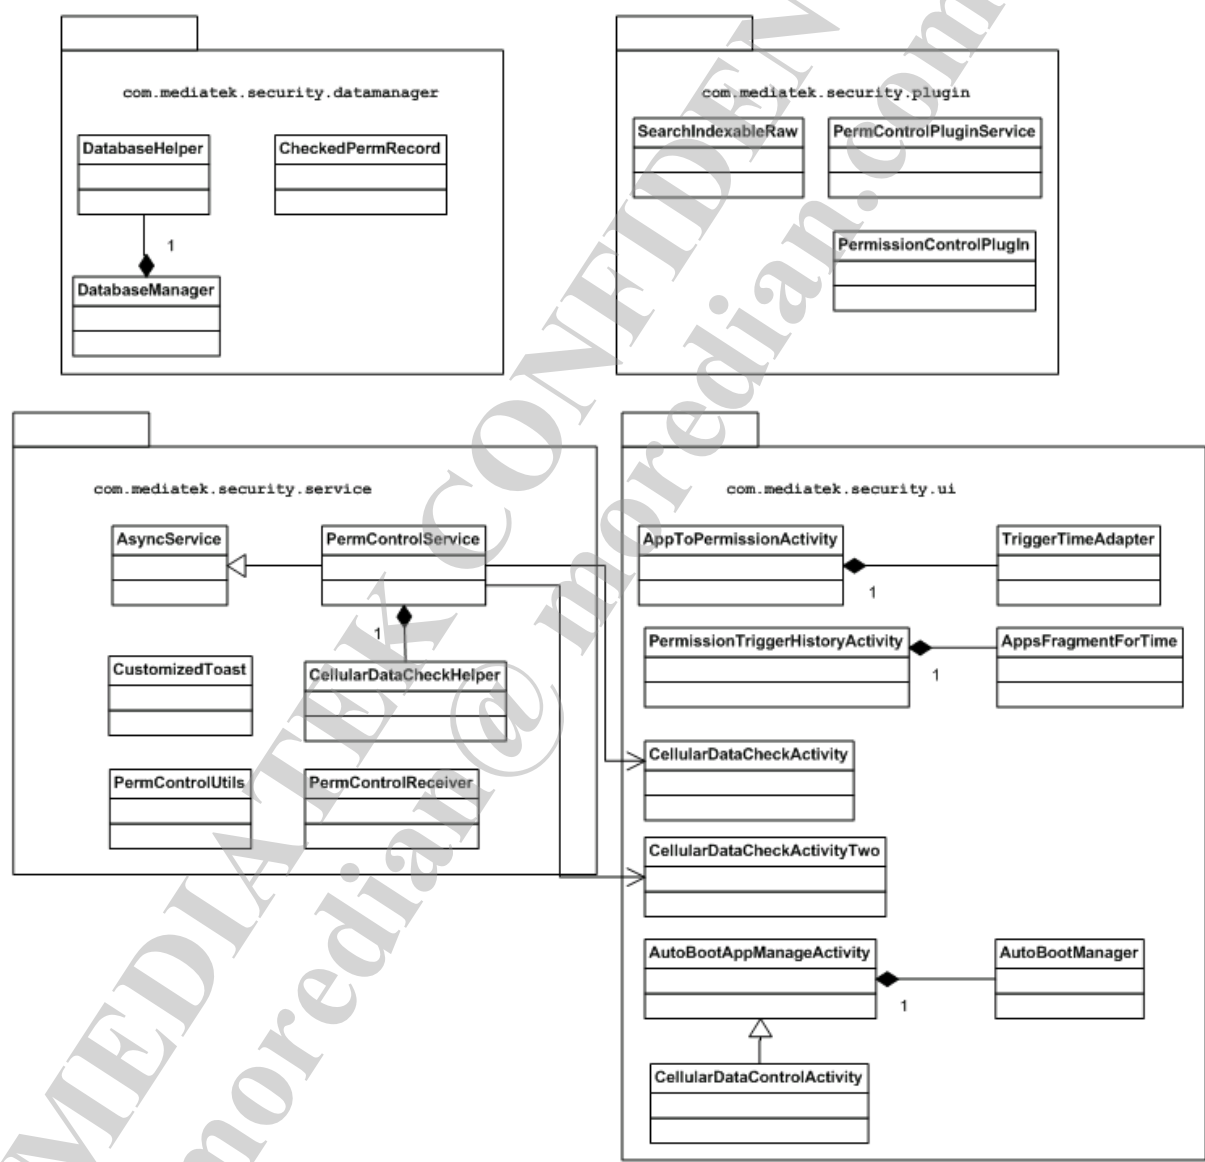 com.mediatek.security.datamanager
DatabaseHelper
CheckedPermRecord
1
DatabaseManager
com.mediatek.security.plugin
SearchIndexableRaw
PermControlPluginService
PermissionControlPlugIn
com.mediatek.security.service
AsyncService
PermControlService
1
CustomizedToast
CellularDataCheckHelper
PermControlUtils
PermControlReceiver
com.mediatek.security.ui
AppToPermissionActivity
TriggerTimeAdapter
1
PermissionTriggerHistoryActivity
AppsFragmentForTime
1
CellularDataCheckActivity
CellularDataCheckActivityTwo
AutoBootAppManageActivity
AutoBootManager
1
CellularDataControlActivity
MEDIATEK CONFIDEN
moredian@moredian.com